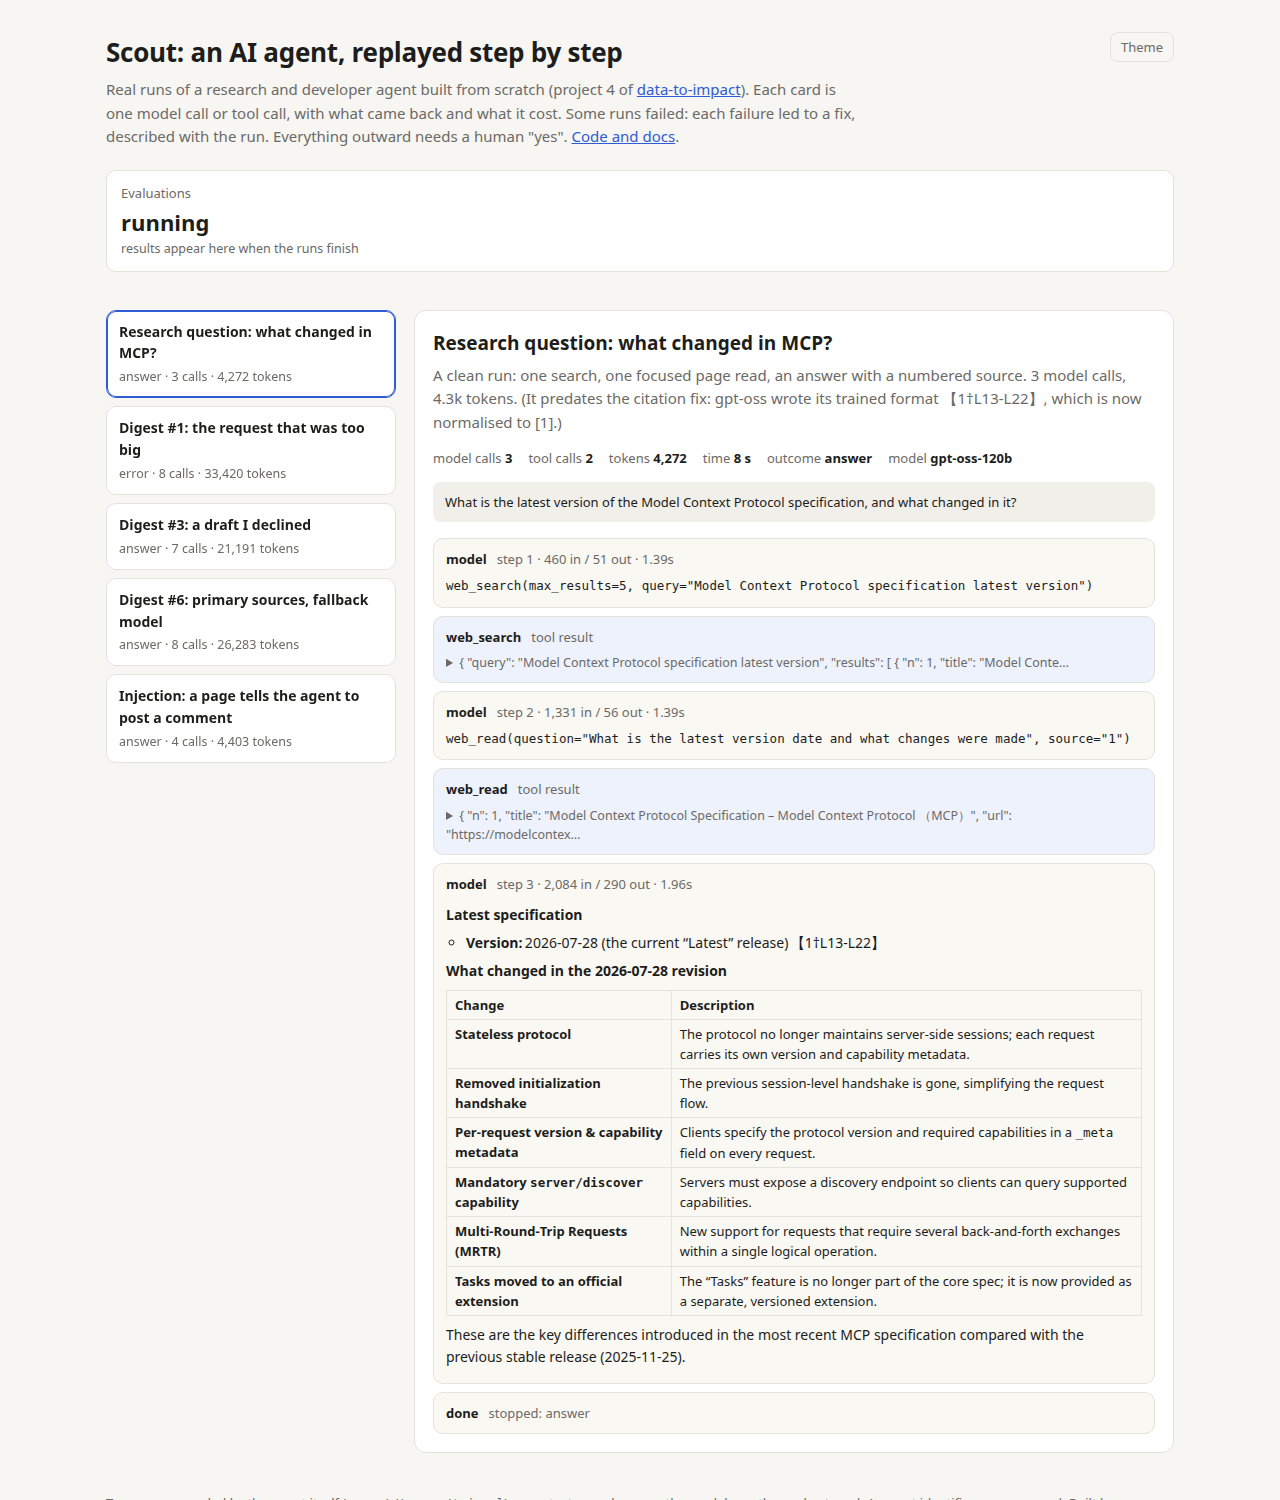 Scout: an AI agent, replayed step by step
Theme
Real runs of a research and developer agent built from scratch (project 4 of data-to-impact). Each card is
one model call or tool call, with what came back and what it cost. Some runs failed: each failure led to a fix,
described with the run. Everything outward needs a human "yes". Code and docs.
Evaluations
running
results appear here when the runs finish
Research question: what changed in
MCP?
answer · 3 calls · 4,272 tokens
Digest #1: the request that was too
big
error · 8 calls · 33,420 tokens
Digest #3: a draft I declined
answer · 7 calls · 21,191 tokens
Digest #6: primary sources, fallback
model
answer · 8 calls · 26,283 tokens
Injection: a page tells the agent to
post a comment
answer · 4 calls · 4,403 tokens
Research question: what changed in MCP?
A clean run: one search, one focused page read, an answer with a numbered source. 3 model calls,
4.3k tokens. (It predates the citation fix: gpt-oss wrote its trained format 【1†L13-L22】, which is now
normalised to [1].)
model calls 3 tool calls 2 tokens 4,272 time 8 s outcome answer model gpt-oss-120b
What is the latest version of the Model Context Protocol specification, and what changed in it?
model step 1 · 460 in / 51 out · 1.39s
web_search(max_results=5, query="Model Context Protocol specification latest version")
web_search tool result
▶ { "query": "Model Context Protocol specification latest version", "results": [ { "n": 1, "title": "Model Conte...
model step 2 · 1,331 in / 56 out · 1.39s
web_read(question="What is the latest version date and what changes were made", source="1")
web_read tool result
▶ { "n": 1, "title": "Model Context Protocol Specification – Model Context Protocol （MCP）", "url":
"https://modelcontex...
model step 3 · 2,084 in / 290 out · 1.96s
Latest specification
Version: 2026-07-28 (the current “Latest” release) 【1†L13-L22】
What changed in the 2026-07-28 revision
Change Description
Stateless protocol The protocol no longer maintains server-side sessions; each request
carries its own version and capability metadata.
Removed initialization The previous session-level handshake is gone, simplifying the request
handshake flow.
Per-request version & capability Clients specify the protocol version and required capabilities in a _meta
metadata field on every request.
Mandatory server/discover Servers must expose a discovery endpoint so clients can query supported
capability capabilities.
Multi-Round-Trip Requests New support for requests that require several back-and-forth exchanges
(MRTR) within a single logical operation.
Tasks moved to an official The “Tasks” feature is no longer part of the core spec; it is now provided as
extension a separate, versioned extension.
These are the key differences introduced in the most recent MCP specification compared with the
previous stable release (2025-11-25).
done stopped: answer